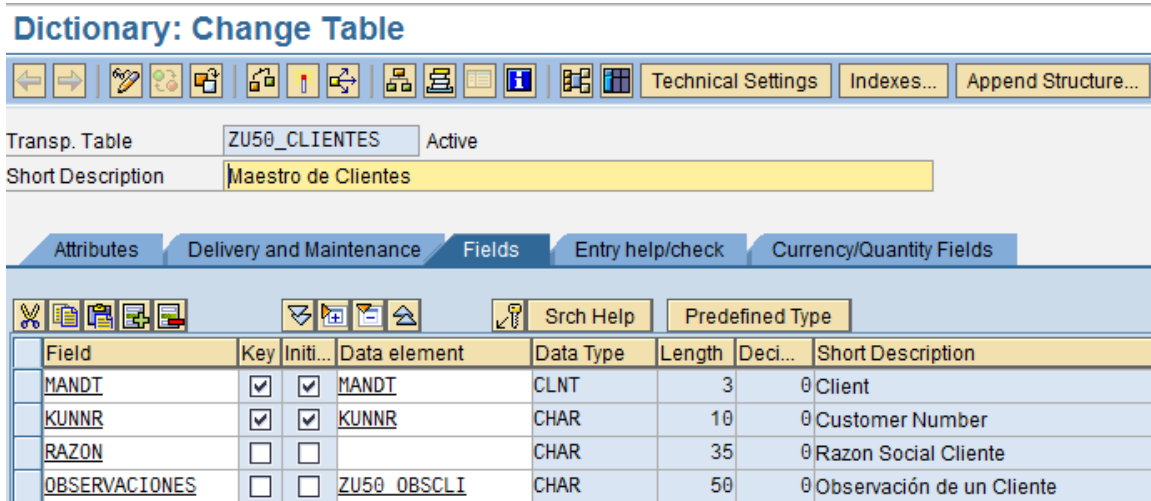 Dictionary: Change Table
Technical Settings Indexes... Append Structure...
Transp. Table ZU50_CLIENTES Active
Short Description Maestro de Clientes
Attributes Delivery and Maintenance Fields Entry help/check Currency/Quantity Fields
Srch Help Predefined Type
Field Key Initi... Data element Data Type Length Deci... Short Description
MANDT MANDT CLNT 3 0 Client
KUNNR KUNNR CHAR 10 0 Customer Number
RAZON CHAR 35 0 Razon Social Cliente
OBSERVACIONES ZU50_OBSCLI CHAR 50 0 Observación de un Cliente